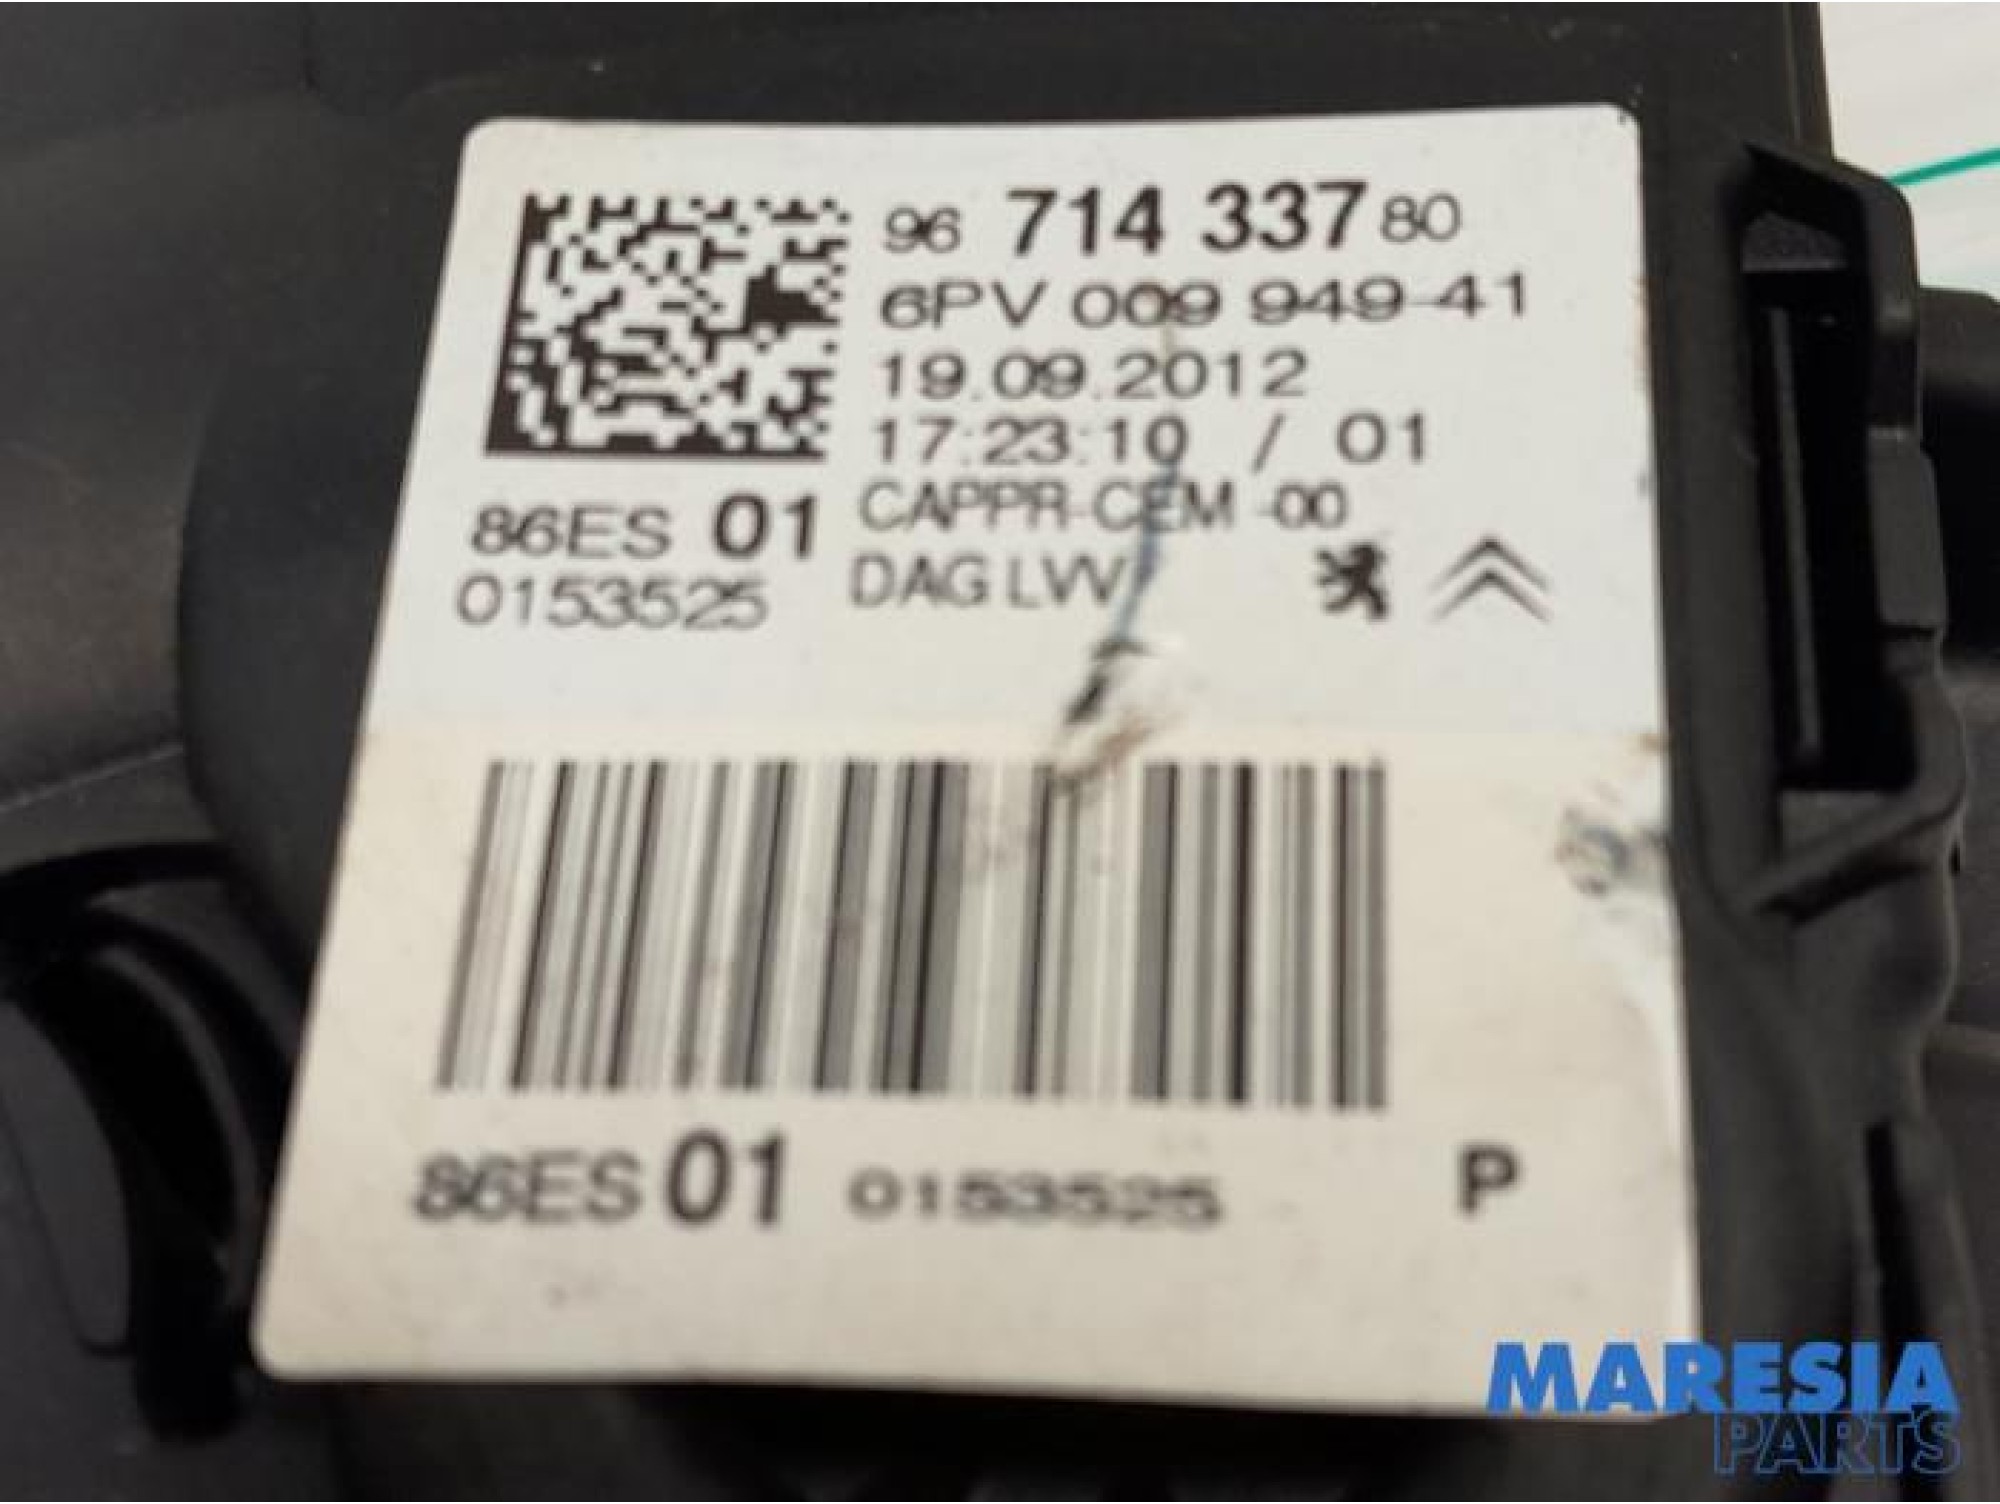 96 714 337 80
6PV 009 949-41
19.09.2012
17:23:10 / 01
86ES 01 CAPPR-CEM -00
0153525 DAG LVV
86ES 01 0153525 P
MARESIA
PARTS